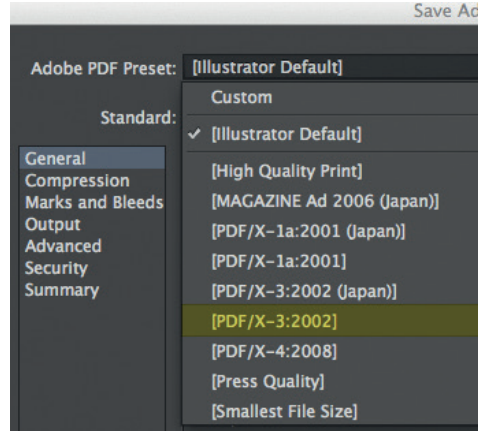 Save Ad
Adobe PDF Preset: [Illustrator Default]
Custom
Standard:
[Illustrator Default]
General
[High Quality Print]
Compression
Marks and Bleeds
[MAGAZINE Ad 2006 (Japan)]
Output
[PDF/X-1a:2001 (Japan)]
Advanced
[PDF/X-1a:2001]
Security
Summary
[PDF/X-3:2002 (Japan)]
[PDF/X-3:2002]
[PDF/X-4:2008]
[Press Quality]
[Smallest File Size]